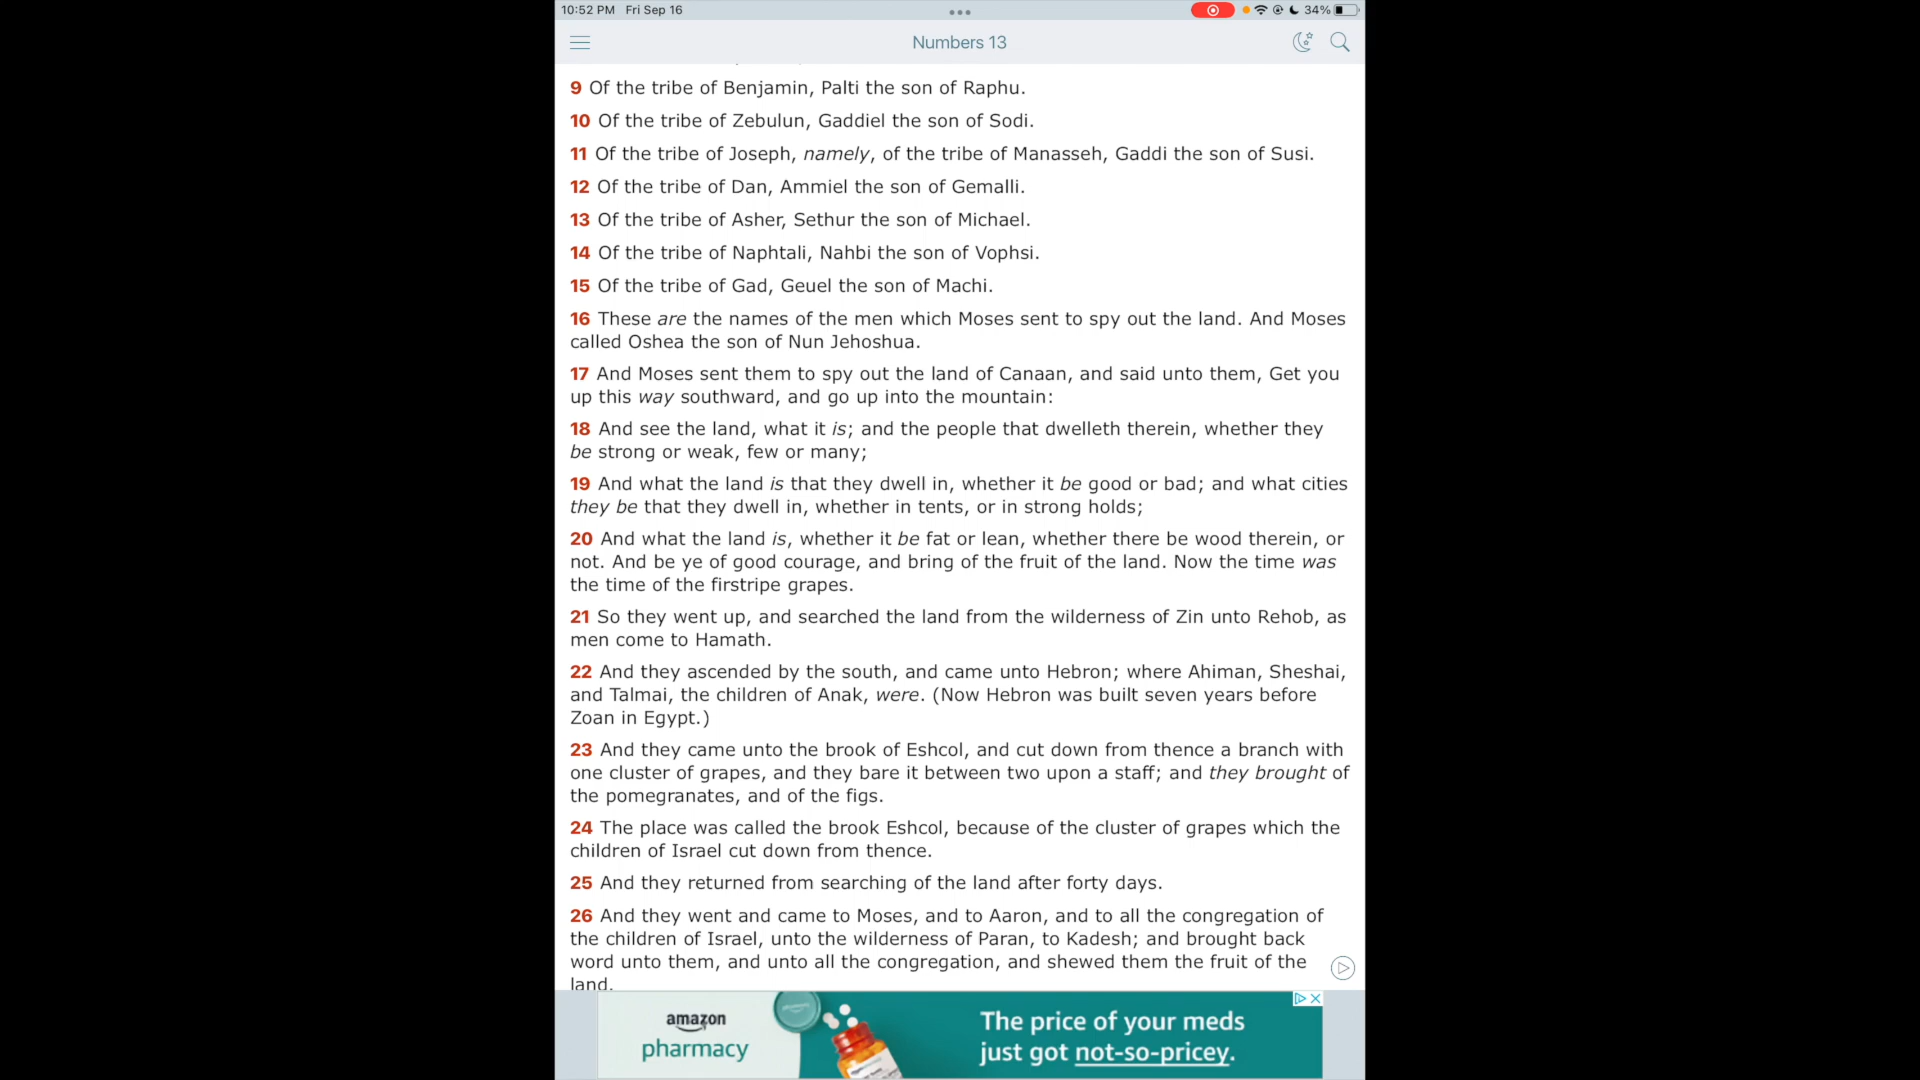 10:52 PM Fri Sep 16
34%
Numbers 13
9 Of the tribe of Benjamin, Palti the son of Raphu.
10 Of the tribe of Zebulun, Gaddiel the son of Sodi.
11 Of the tribe of Joseph, namely, of the tribe of Manasseh, Gaddi the son of Susi.
12 Of the tribe of Dan, Ammiel the son of Gemalli.
13 Of the tribe of Asher, Sethur the son of Michael.
14 Of the tribe of Naphtali, Nahbi the son of Vophsi.
15 Of the tribe of Gad, Geuel the son of Machi.
16 These are the names of the men which Moses sent to spy out the land. And Moses
called Oshea the son of Nun Jehoshua.
17 And Moses sent them to spy out the land of Canaan, and said unto them, Get you
up this way southward, and go up into the mountain:
18 And see the land, what it is; and the people that dwelleth therein, whether they
be strong or weak, few or many;
19 And what the land is that they dwell in, whether it be good or bad; and what cities
they be that they dwell in, whether in tents, or in strong holds;
20 And what the land is, whether it be fat or lean, whether there be wood therein, or
not. And be ye of good courage, and bring of the fruit of the land. Now the time was
the time of the firstripe grapes.
21 So they went up, and searched the land from the wilderness of Zin unto Rehob, as
men come to Hamath.
22 And they ascended by the south, and came unto Hebron; where Ahiman, Sheshai,
and Talmai, the children of Anak, were. (Now Hebron was built seven years before
Zoan in Egypt.)
23 And they came unto the brook of Eshcol, and cut down from thence a branch with
one cluster of grapes, and they bare it between two upon a staff; and they brought of
the pomegranates, and of the figs.
24 The place was called the brook Eshcol, because of the cluster of grapes which the
children of Israel cut down from thence.
25 And they returned from searching of the land after forty days.
26 And they went and came to Moses, and to Aaron, and to all the congregation of
the children of Israel, unto the wilderness of Paran, to Kadesh; and brought back
word unto them, and unto all the congregation, and shewed them the fruit of the
land.
amazon
pharmacy
The price of your meds
just got not-so-pricey.